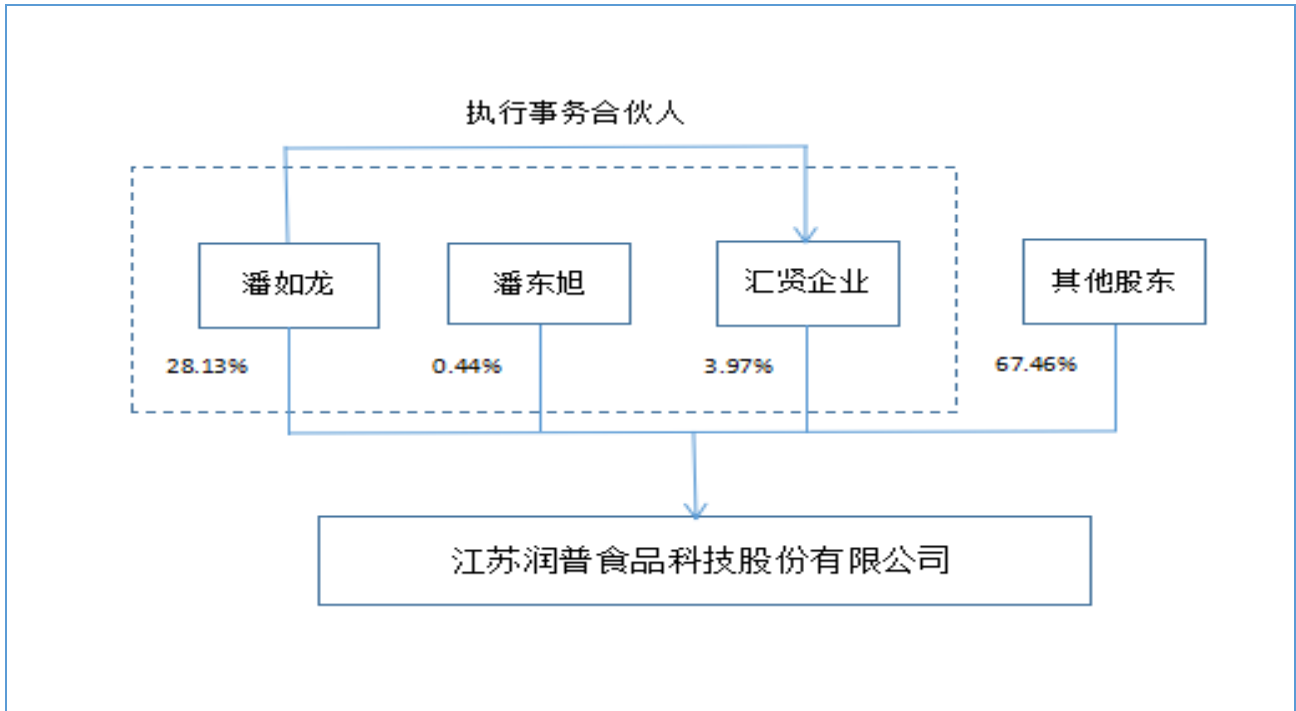 执行事务合伙人
潘如龙
潘东旭
汇贤企业
其他股东
28.13%
0.44%
3.97%
67.46%
江苏润普食品科技股份有限公司